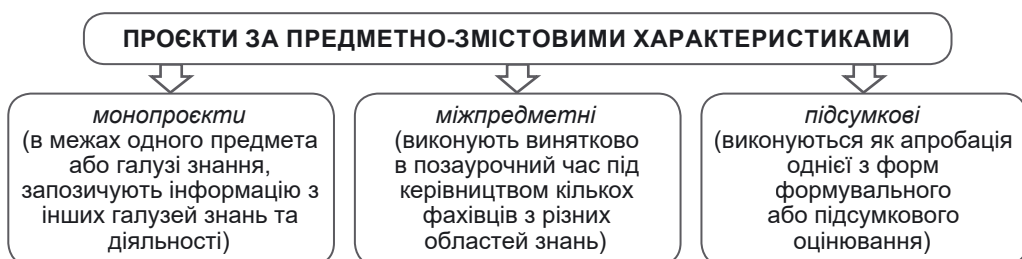 ПРОЄКТИ ЗА ПРЕДМЕТНО-ЗМІСТОВИМИ ХАРАКТЕРИСТИКАМИ
монопроєкти
(в межах одного предмета
або галузі знання,
запозичують інформацію з
інших галузей знань та
діяльності)
міжпредметні
(виконують винятково
в позаурочний час під
керівництвом кількох
фахівців з різних
областей знань)
підсумкові
(виконуються як апробація
однієї з форм
формувального
або підсумкового
оцінювання)